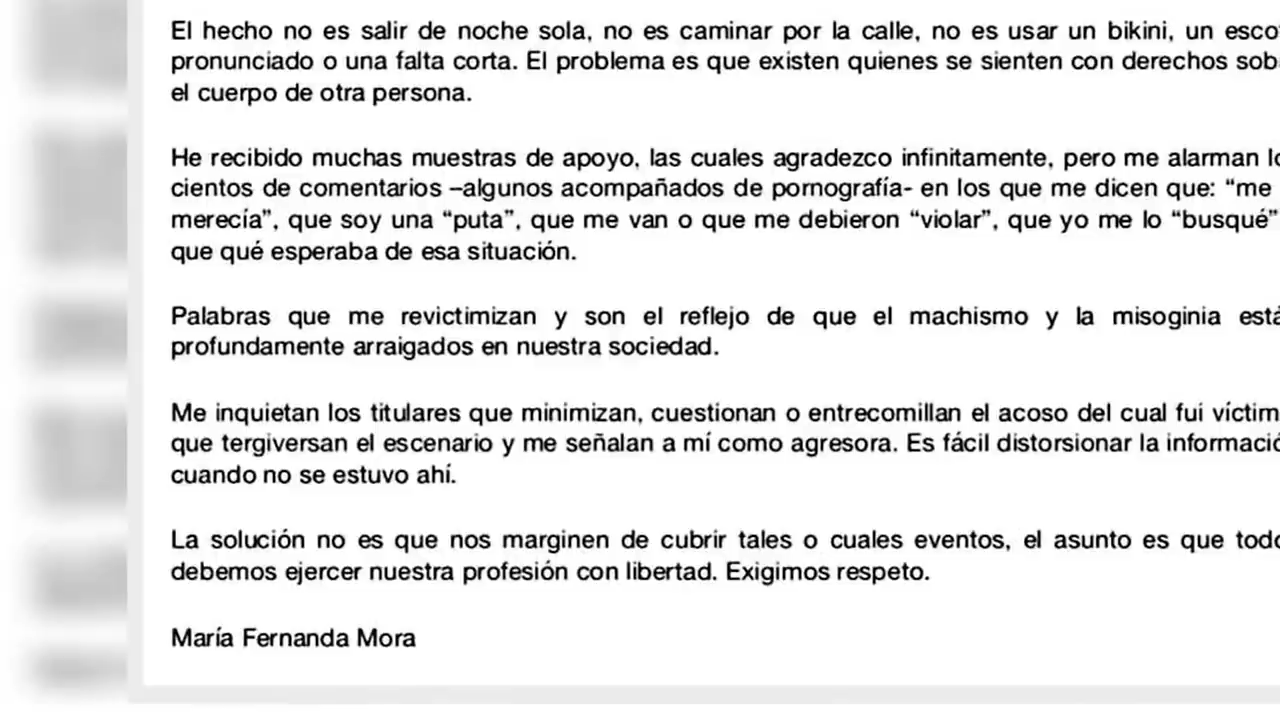 El hecho no es salir de noche sola, no es caminar por la calle, no es usar un bikini, un esco
pronunciado o una falta corta. El problema es que existen quienes se sienten con derechos sob
el cuerpo de otra persona.
He recibido muchas muestras de apoyo, las cuales agradezco infinitamente, pero me alarman lo
cientos de comentarios –algunos acompañados de pornografía- en los que me dicen que: “me
merecía”, que soy una “puta”, que me van o que me debieron “violar”, que yo me lo “busqué”
que qué esperaba de esa situación.
Palabras que me revictimizan y son el reflejo de que el machismo y la misoginia está
profundamente arraigados en nuestra sociedad.
Me inquietan los titulares que minimizan, cuestionan o entrecomillan el acoso del cual fui víctim
que tergiversan el escenario y me señalan a mí como agresora. Es fácil distorsionar la informació
cuando no se estuvo ahí.
La solución no es que nos marginen de cubrir tales o cuales eventos, el asunto es que todo
debemos ejercer nuestra profesión con libertad. Exigimos respeto.
María Fernanda Mora